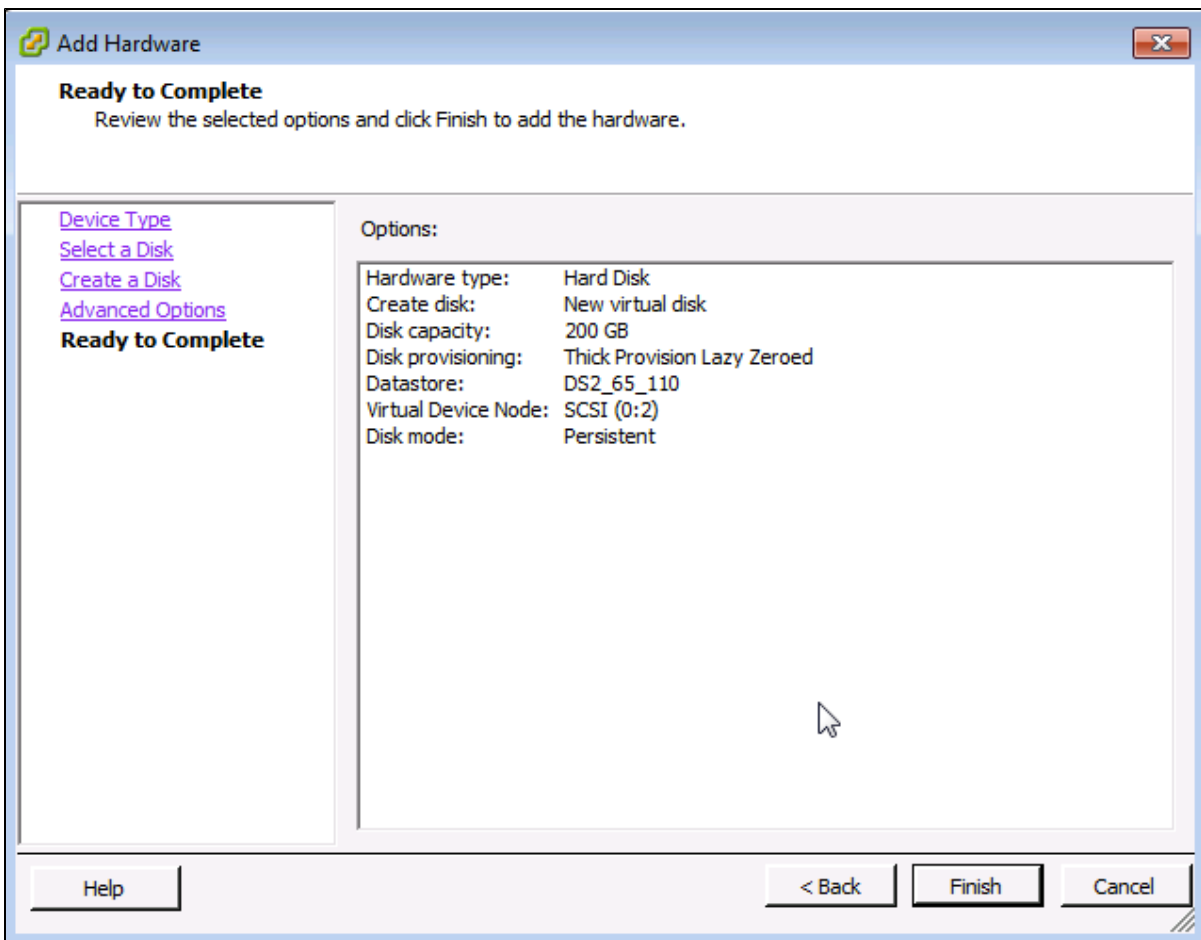 Add Hardware
Ready to Complete
Review the selected options and click Finish to add the hardware.
Device Type
Select a Disk
Create a Disk
Advanced Options
Ready to Complete
Options:
Hardware type: Hard Disk
Create disk: New virtual disk
Disk capacity: 200 GB
Disk provisioning: Thick Provision Lazy Zeroed
Datastore: DS2_65_110
Virtual Device Node: SCSI (0:2)
Disk mode: Persistent
Help
< Back
Finish
Cancel